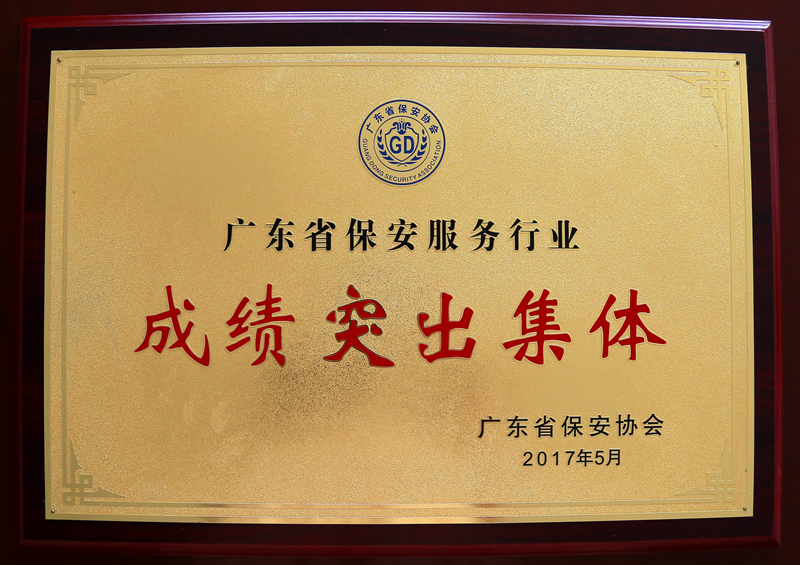 广东省保安协会
GD
GUANG DONG SECURITY ASSOCIATION
广东省保安服务行业
成绩突出集体
广东省保安协会
2017年5月